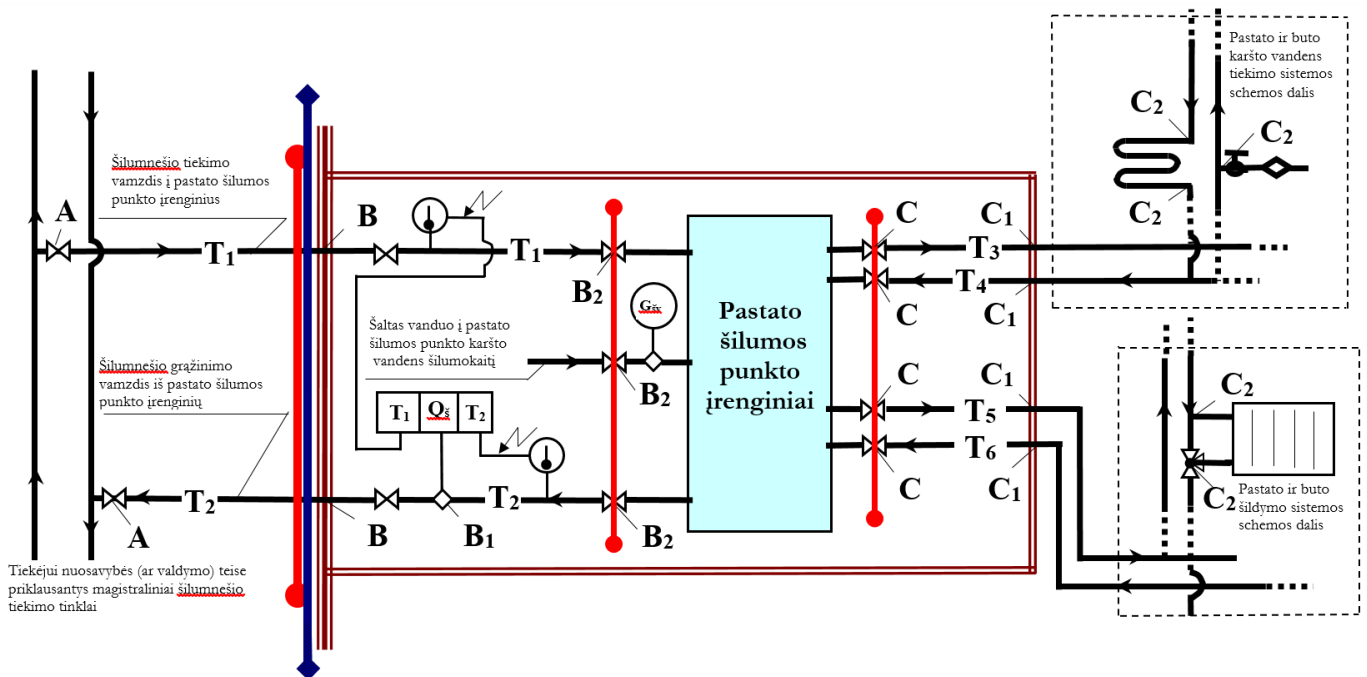 Pastato ir buto
karšto vandens
tiekimo sistemos
schemos dalis
C2
C2
C2
Šilumnešio tiekimo
vamzdis į pastato šilumos
punkto įrenginius
A
T1
B
T1
B2
C
C1
T3
T4
C
C1
GŠV
Šaltas vanduo į pastato
šilumos punkto karšto
vandens šilumokaitį
B2
Pastato
šilumos
punkto
įrenginiai
Šilumnešio grąžinimo
vamzdis iš pastato šilumos
punkto įrenginių
T1 Qš T2
C
C1
T5
T6
C
C1
C2
C2
Pastato ir buto
šildymo sistemos
schemos dalis
A
T2
B
B1
T2
B2
Tiekėjui nuosavybės (ar valdymo) teise
priklausantys magistraliniai šilumnešio
tiekimo tinklai